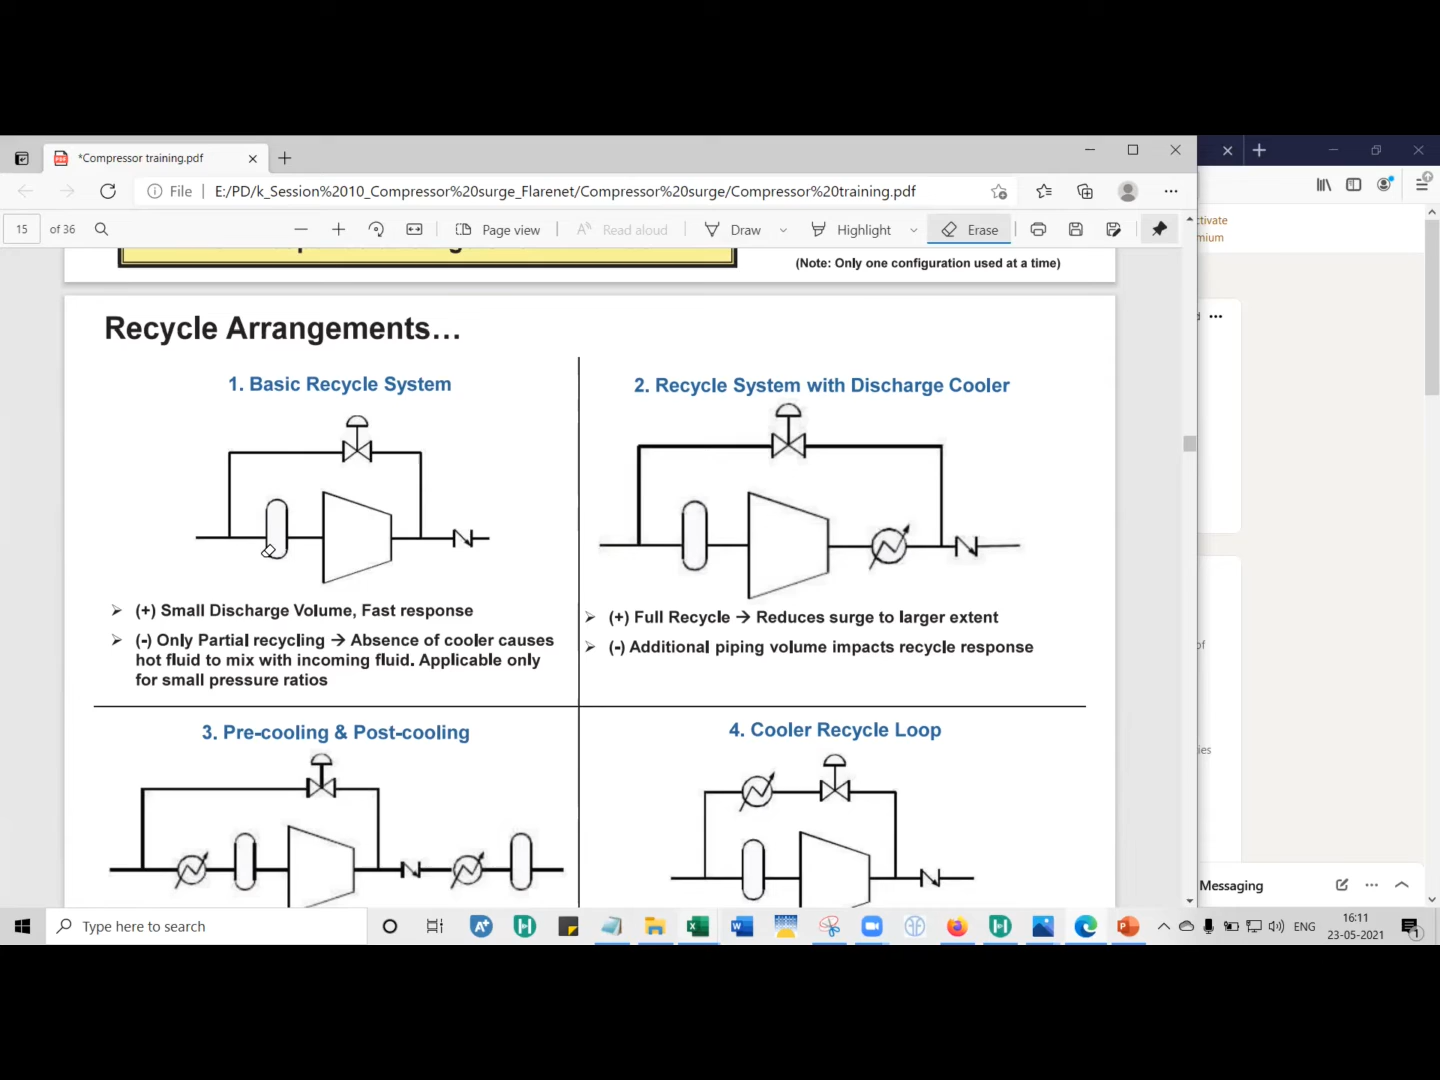 *Compressor training.pdf
File
E:/PD/k_Session%2010_Compressor%20surge_Flarenet/Compressor%20surge/Compressor%20training.pdf
15 of 36
Page view
Read aloud
Draw
Highlight
Erase
(Note: Only one configuration used at a time)
Recycle Arrangements...
1. Basic Recycle System
(+) Small Discharge Volume, Fast response
(-) Only Partial recycling → Absence of cooler causes
hot fluid to mix with incoming fluid. Applicable only
for small pressure ratios
2. Recycle System with Discharge Cooler
(+) Full Recycle → Reduces surge to larger extent
(-) Additional piping volume impacts recycle response
3. Pre-cooling & Post-cooling
4. Cooler Recycle Loop
Messaging
Type here to search
ENG
16:11
23-05-2021